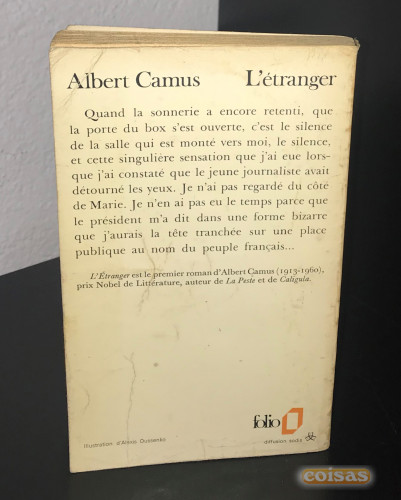 Albert Camus L'étranger
Quand la sonnerie a encore retenti, que
la porte du box s'est ouverte, c'est le silence
de la salle qui est monté vers moi, le silence,
et cette singulière sensation que j'ai eue lors-
que j'ai constaté que le jeune journaliste avait
détourné les yeux. Je n'ai pas regardé du côté
de Marie. Je n'en ai pas eu le temps parce que
le président m'a dit dans une forme bizarre
que j'aurais la tête tranchée sur une place
publique au nom du peuple français...
L'Étranger est le premier roman d'Albert Camus (1913-1960),
prix Nobel de Littérature, auteur de La Peste et de Caligula.
folio
Illustration d'Alexis Oussenko
diffusion sodis
coisas